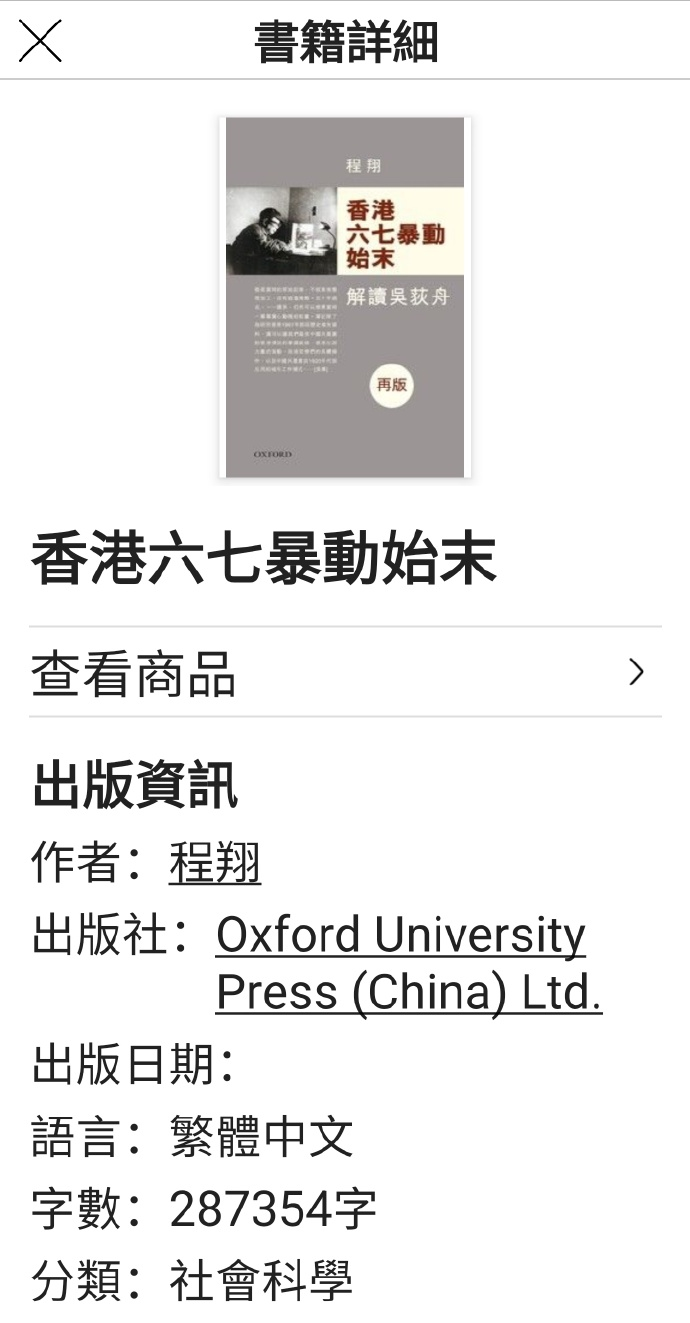 書籍詳細
程翔
香港
六七暴動
始末
解讀吳荻舟
再版
OXFORD
香港六七暴動始末
查看商品
出版資訊
作者：程翔
出版社：Oxford University
Press (China) Ltd.
出版日期：
語言：繁體中文
字數：287354字
分類：社會科學